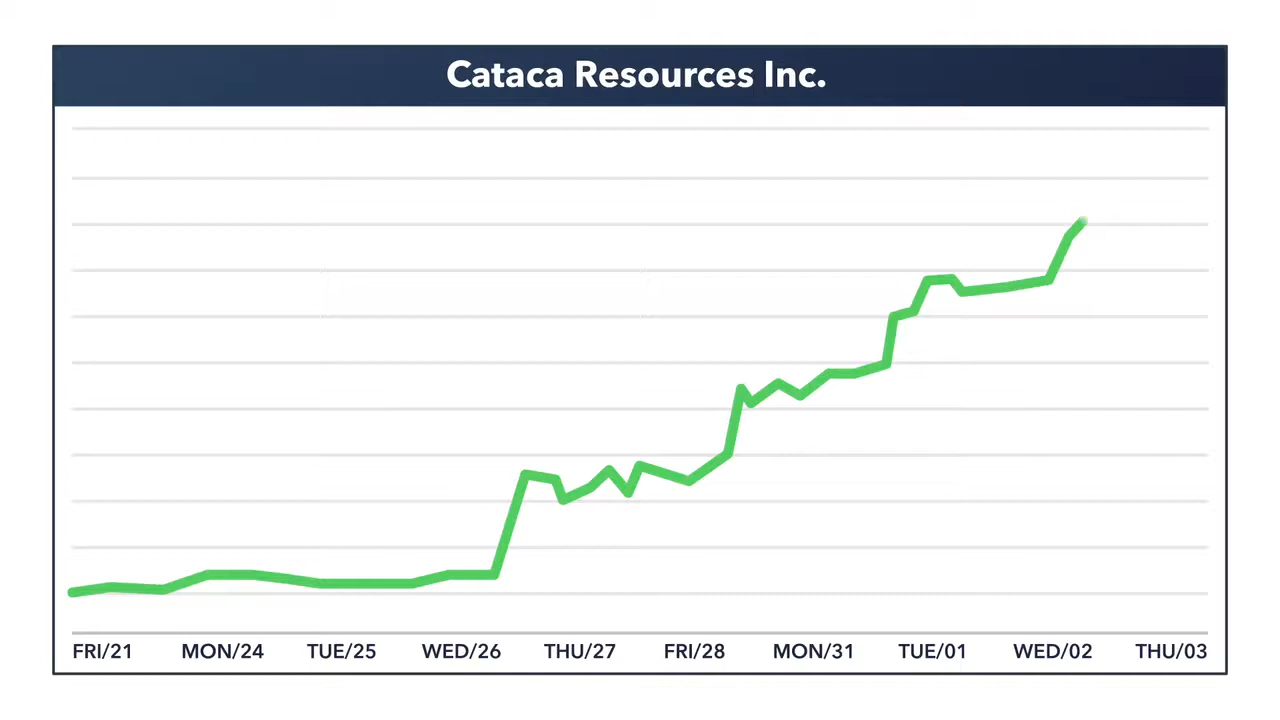 Cataca Resources Inc.
FRI/21 MON/24 TUE/25 WED/26 THU/27 FRI/28 MON/31 TUE/01 WED/02 THU/03